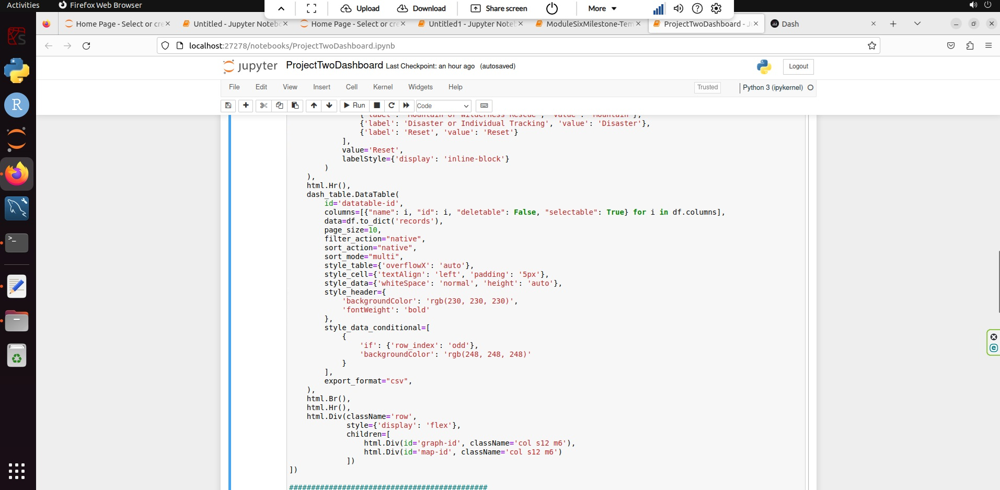 Activities
Firefox Web Browser
Upload
Download
Share screen
More
Home Page - Select or cre
Untitled - Jupyter Notebo
Home Page - Select or cre
Untitled1 - Jupyter Noteb
ModuleSixMilestone-Tem
ProjectTwoDashboard - J
Dash
localhost:27278/notebooks/ProjectTwoDashboard.ipynb
jupyter
ProjectTwoDashboard Last Checkpoint: an hour ago (autosaved)
Logout
File Edit View Insert Cell Kernel Widgets Help
Trusted
Python 3 (ipykernel)
Run
Code
{'label': 'Mountain or Wilderness Rescue', 'value': 'Mountain'},
{'label': 'Disaster or Individual Tracking', 'value': 'Disaster'},
{'label': 'Reset', 'value': 'Reset'}
],
value='Reset',
labelStyle={'display': 'inline-block'}
)
),
html.Hr(),
dash_table.DataTable(
id='datatable-id',
columns=[{"name": i, "id": i, "deletable": False, "selectable": True} for i in df.columns],
data=df.to_dict('records'),
page_size=10,
filter_action="native",
sort_action="native",
sort_mode="multi",
style_table={'overflowX': 'auto'},
style_cell={'textAlign': 'left', 'padding': '5px'},
style_data={'whiteSpace': 'normal', 'height': 'auto'},
style_header={
'backgroundColor': 'rgb(230, 230, 230)',
'fontWeight': 'bold'
},
style_data_conditional=[
{
'if': {'row_index': 'odd'},
'backgroundColor': 'rgb(248, 248, 248)'
}
],
export_format="csv",
),
html.Br(),
html.Hr(),
html.Div(className='row',
style={'display': 'flex'},
children=[
html.Div(id='graph-id', className='col s12 m6'),
html.Div(id='map-id', className='col s12 m6')
])
])
#############################################